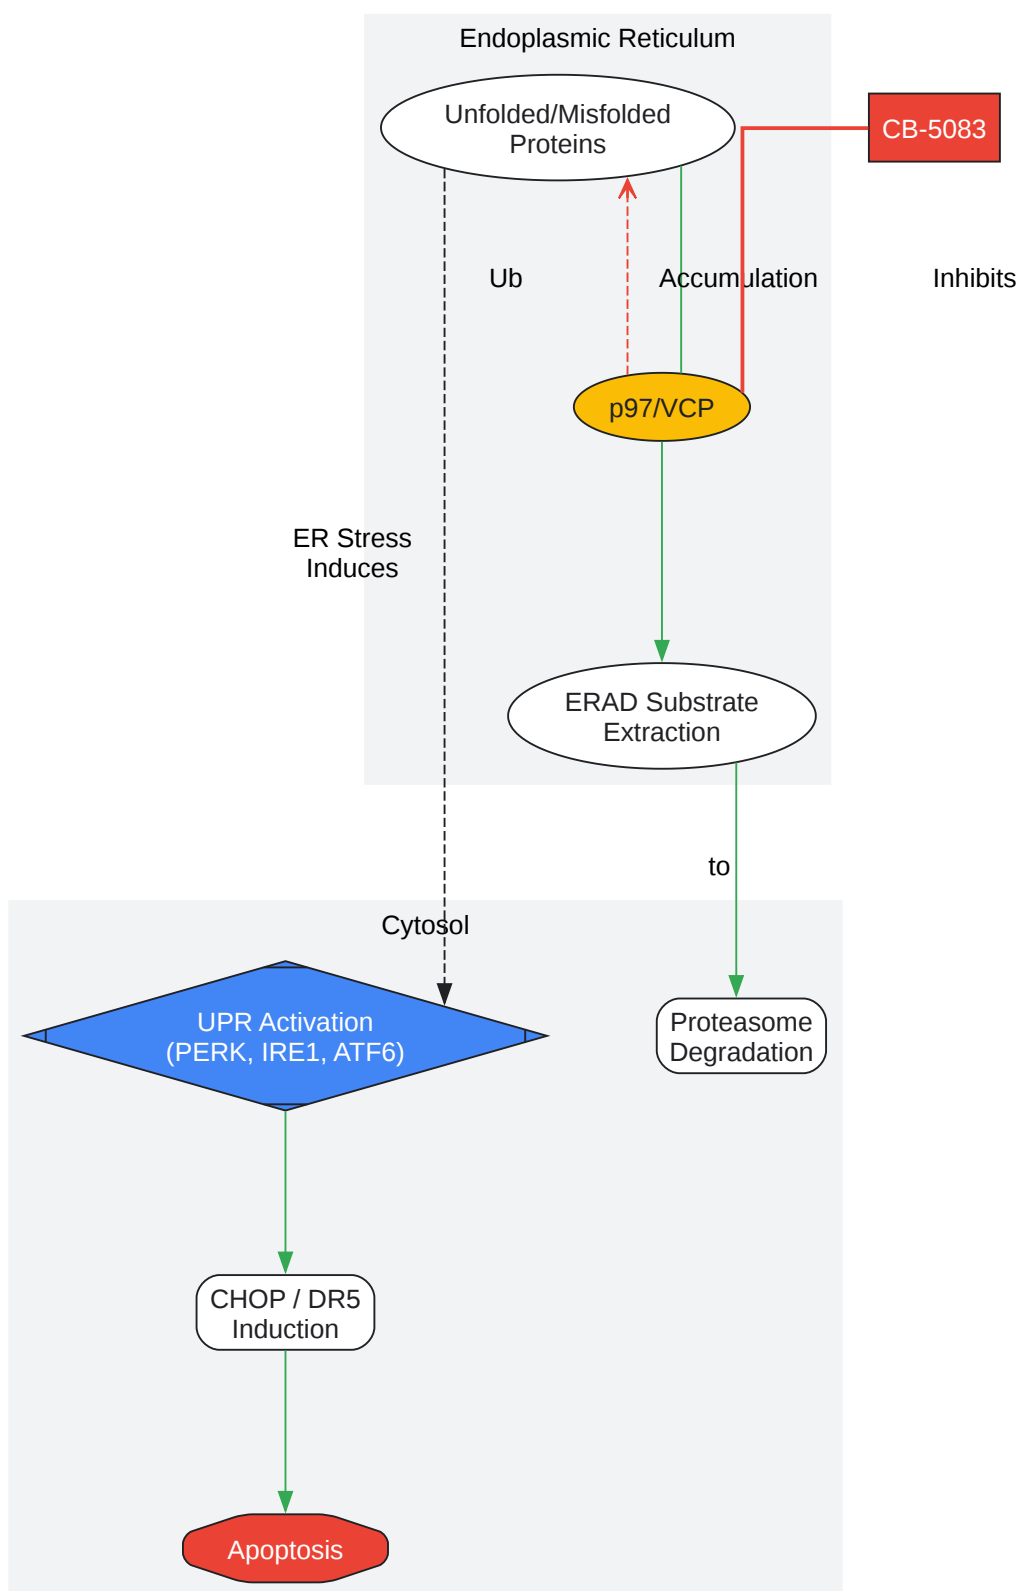 Endoplasmic Reticulum
Unfolded/Misfolded
Proteins
CB-5083
Ub
Accumulation
Inhibits
p97/VCP
ER Stress
Induces
ERAD Substrate
Extraction
to
Cytosol
UPR Activation
(PERK, IRE1, ATF6)
Proteasome
Degradation
CHOP / DR5
Induction
Apoptosis